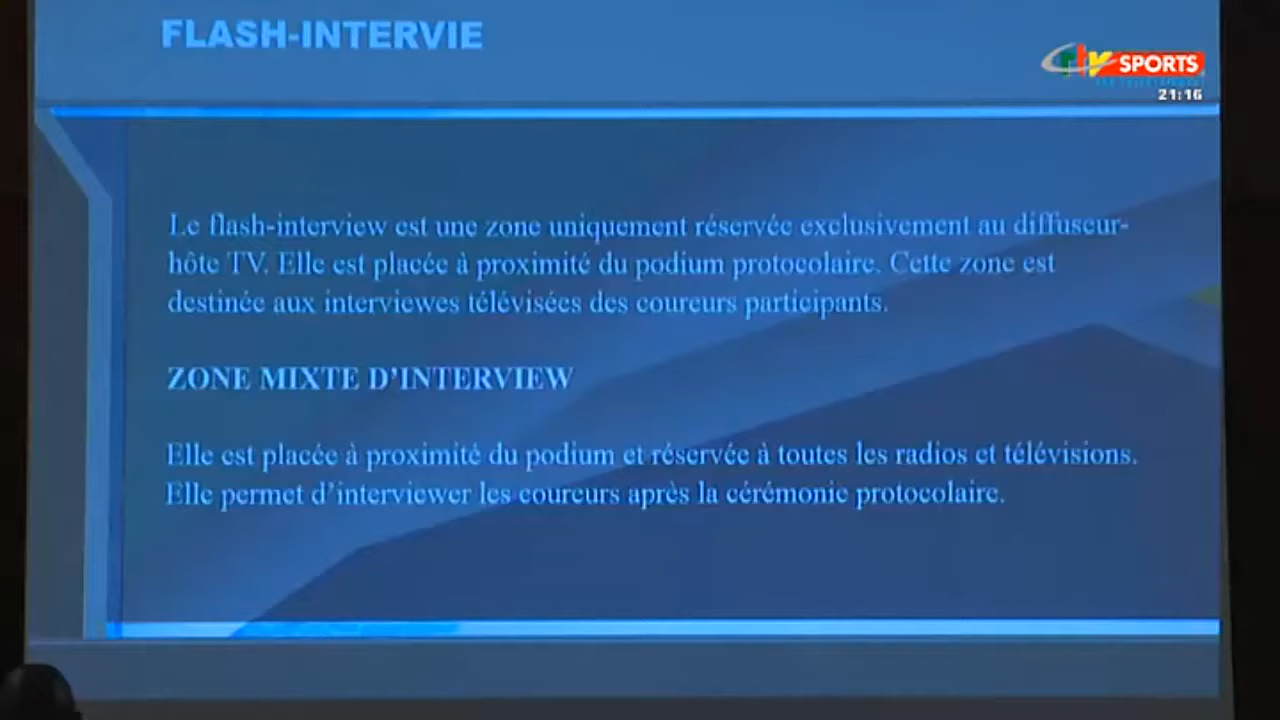 FLASH-INTERVIE
SPORTS
21:16
Le flash-interview est une zone uniquement réservée exclusivement au diffuseur-
hôte TV. Elle est placée à proximité du podium protocolaire. Cette zone est
destinée aux interviewes télévisées des coureurs participants.
ZONE MIXTE D'INTERVIEW
Elle est placée à proximité du podium et réservée à toutes les radios et télévisions.
Elle permet d'interviewer les coureurs après la cérémonie protocolaire.